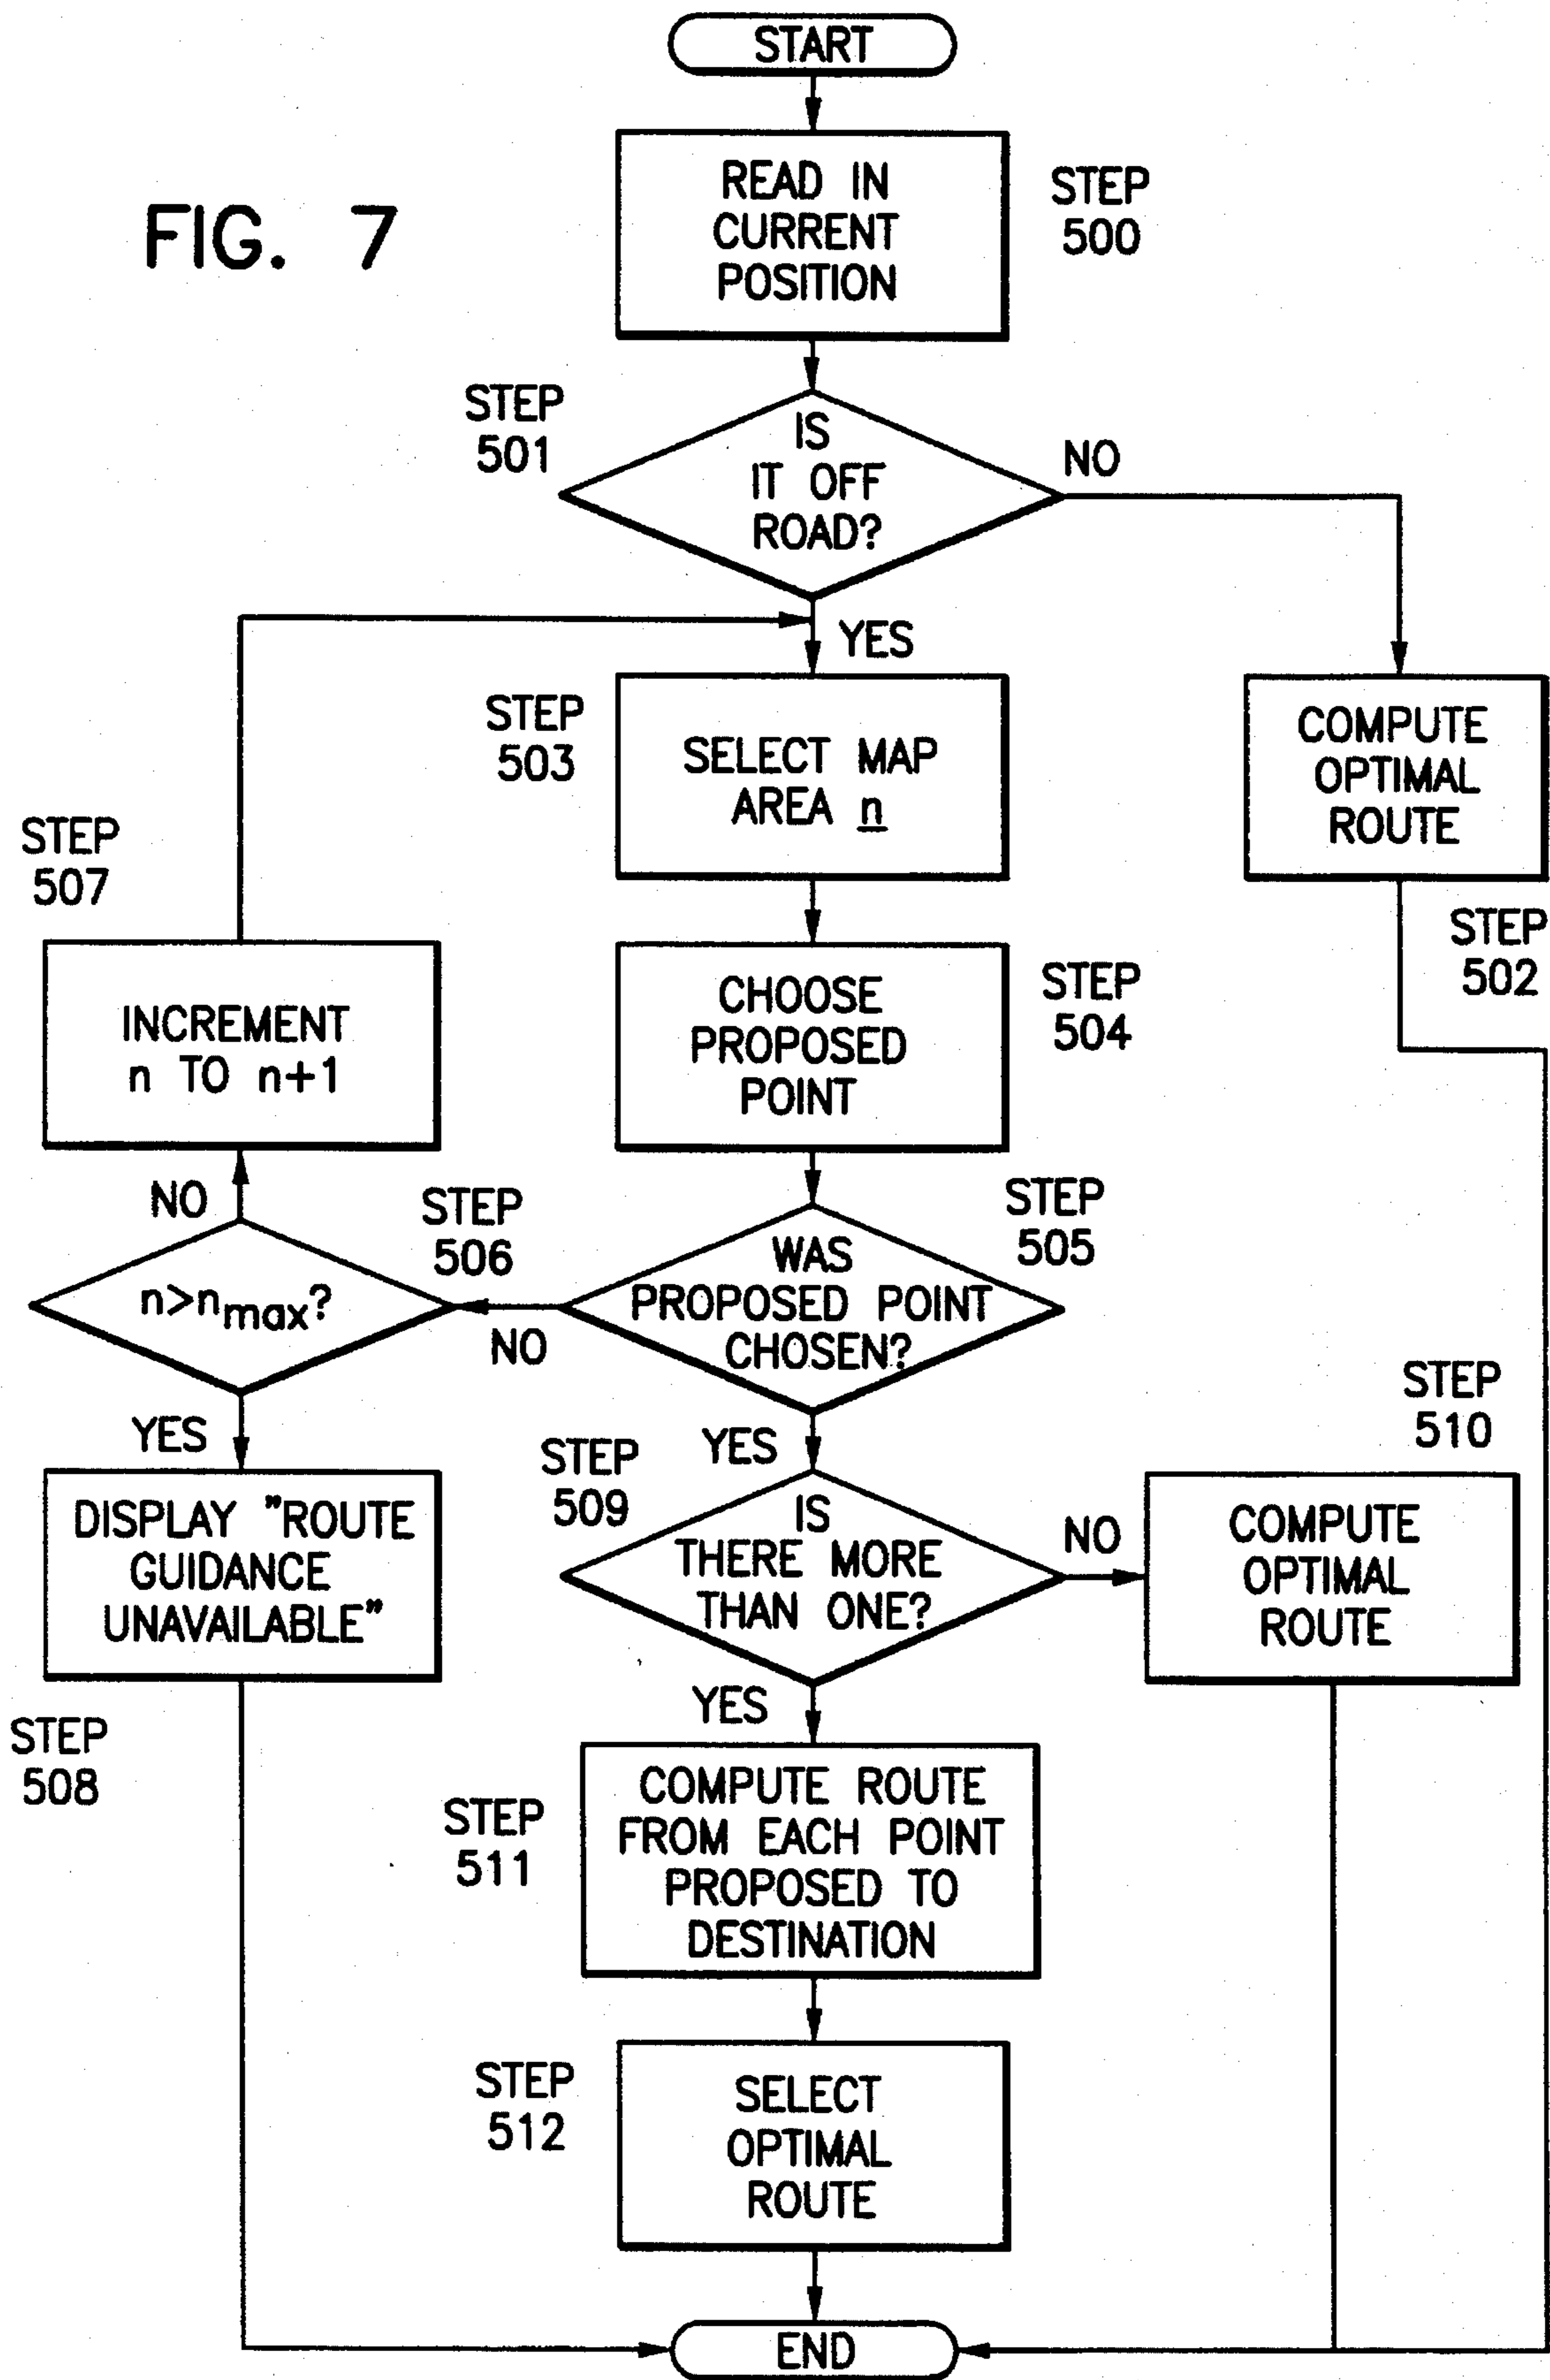 START
FIG. 7
READ IN
CURRENT
POSITION
STEP
500
STEP
501
IS
IT OFF
ROAD?
NO
YES
STEP
503
SELECT MAP
AREA n
COMPUTE
OPTIMAL
ROUTE
STEP
502
STEP
507
INCREMENT
n TO n+1
CHOOSE
PROPOSED
POINT
STEP
504
NO
STEP
506
n>nmax?
NO
WAS
PROPOSED POINT
CHOSEN?
STEP
505
YES
DISPLAY "ROUTE
GUIDANCE
UNAVAILABLE"
STEP
508
YES
STEP
509
IS
THERE MORE
THAN ONE?
NO
STEP
510
COMPUTE
OPTIMAL
ROUTE
YES
STEP
511
COMPUTE ROUTE
FROM EACH POINT
PROPOSED TO
DESTINATION
STEP
512
SELECT
OPTIMAL
ROUTE
END